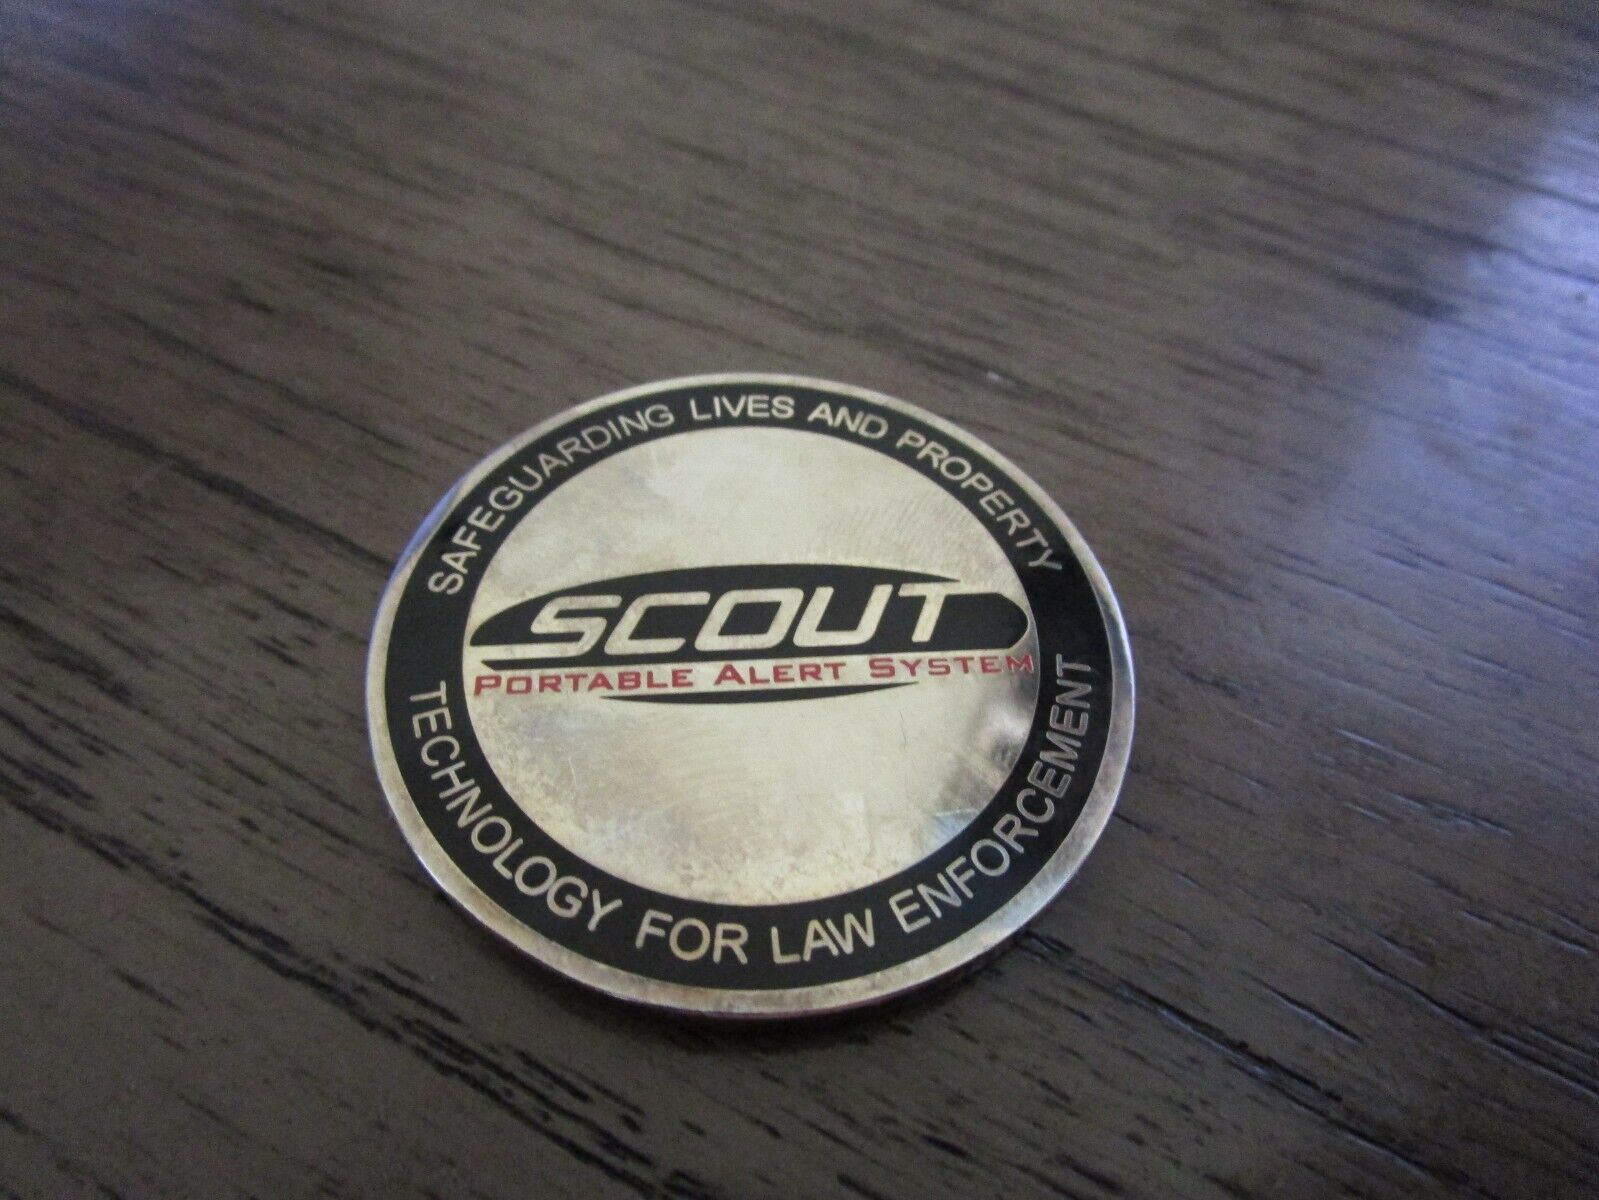 SAFEGUARDING LIVES AND PROPERTY
SCOUT
PORTABLE ALERT SYSTEM
TECHNOLOGY FOR LAW ENFORCEMENT